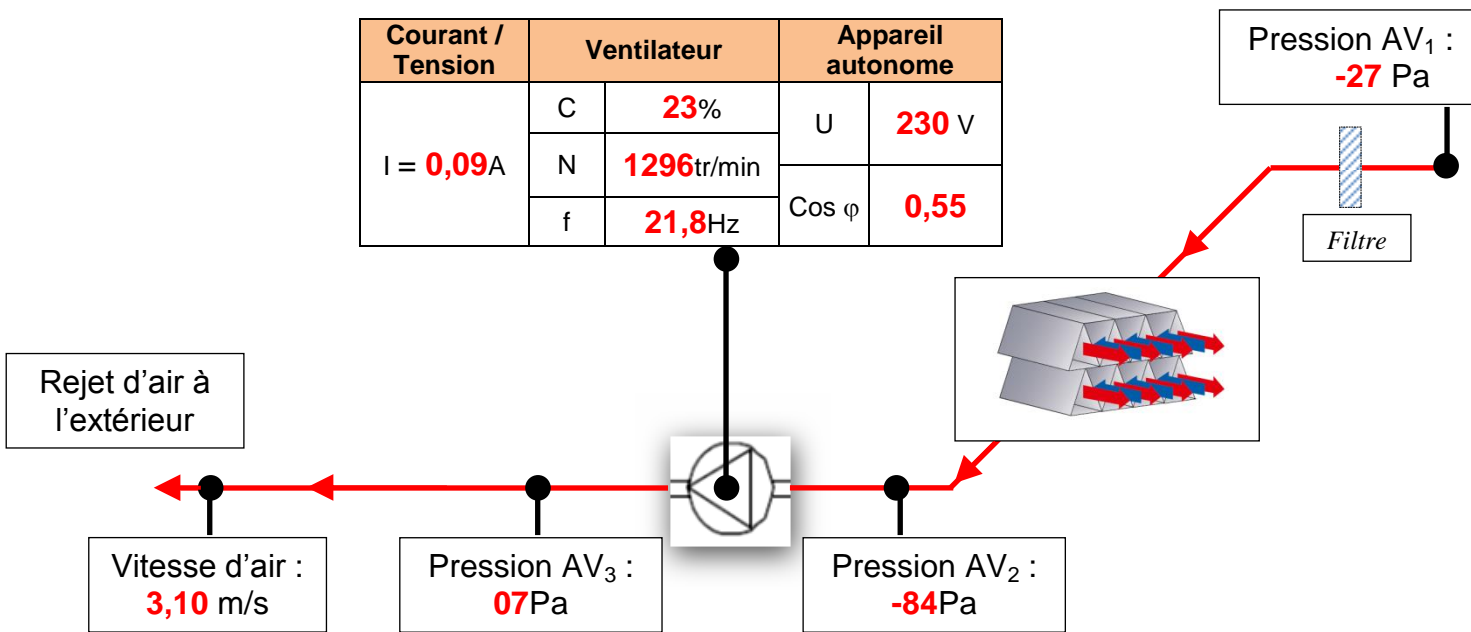 Courant /
Tension
Ventilateur
Appareil
autonome
I = 0,09A
C
23%
N
1296tr/min
f
21,8Hz
U
230 V
Cos φ
0,55
Pression AV₁ :
-27 Pa
Filtre
Rejet d'air à
l'extérieur
Vitesse d'air :
3,10 m/s
Pression AV₃ :
07Pa
Pression AV₂ :
-84Pa